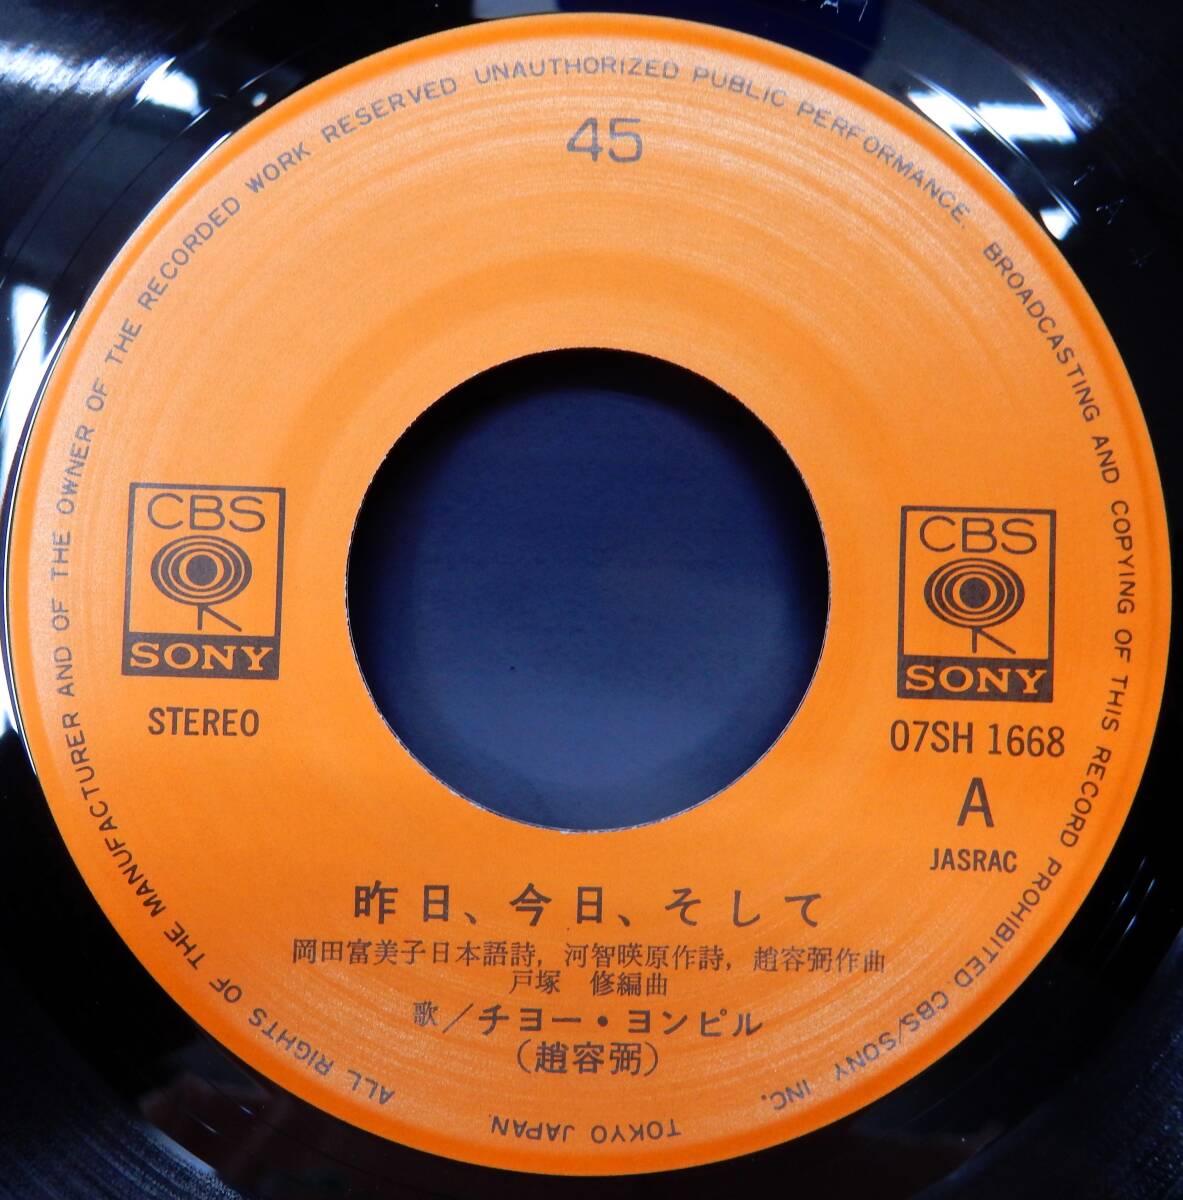 ALL RIGHTS OF THE MANUFACTURER AND OF THE OWNER OF THE RECORDED WORK RESERVED UNAUTHORIZED PUBLIC PERFORMANCE. BROADCASTING AND COPYING OF THIS RECORD PROHIBITED CBS/SONY INC.
TOKYO JAPAN.
45
CBS
SONY
STEREO
CBS
SONY
07SH 1668
A
JASRAC
昨日、今日、そして
岡田富美子日本語詩, 河智暎原作詩, 趙容弼作曲
戸塚 修編曲
歌/チヨー・ヨンピル
(趙容弼)